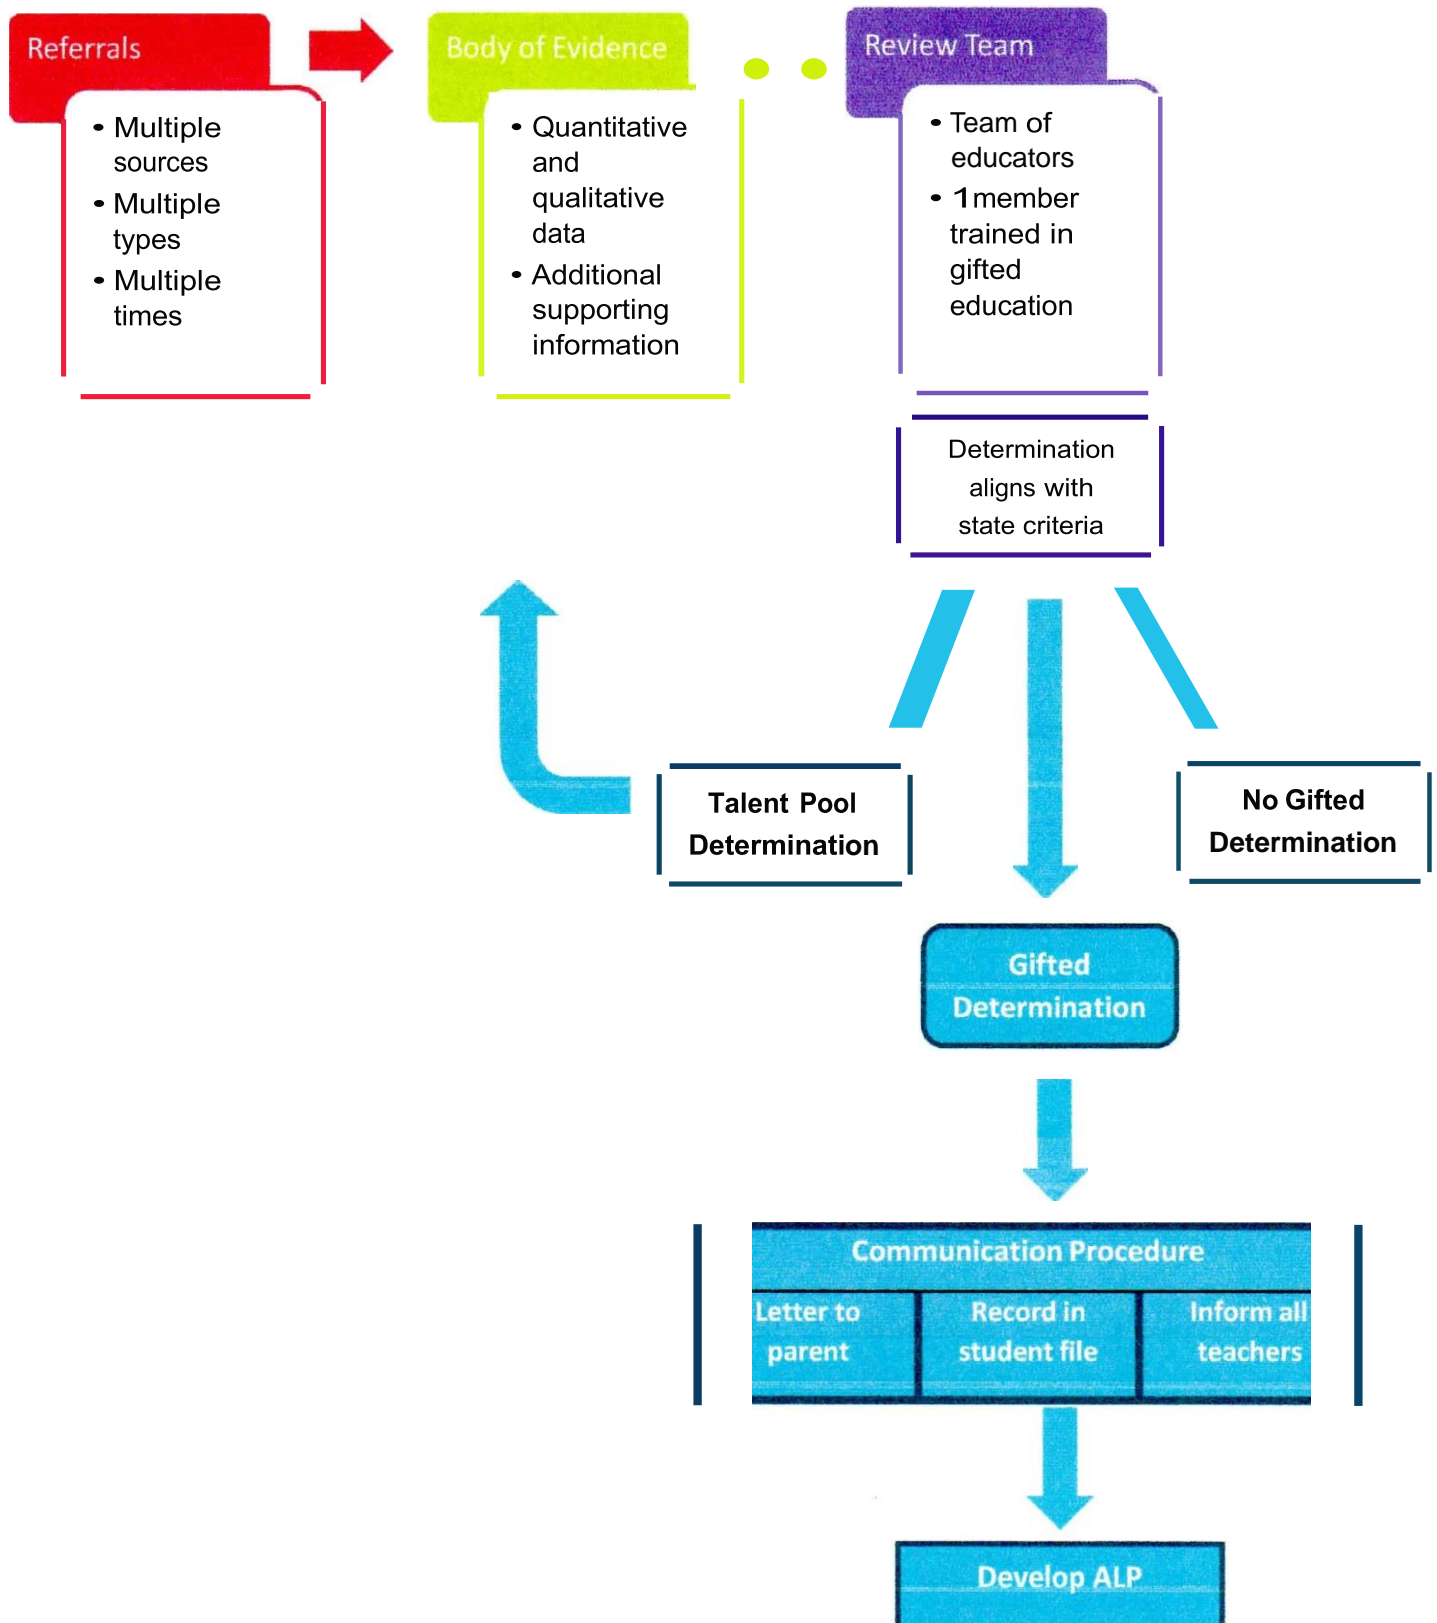 Referrals
• Multiple
sources
• Multiple
types
• Multiple
times
Body of Evidence
• Quantitative
and
qualitative
data
• Additional
supporting
information
Review Team
• Team of
educators
• 1member
trained in
gifted
education
Determination
aligns with
state criteria
Talent Pool
Determination
No Gifted
Determination
Gifted
Determination
Communication Procedure
Letter to
parent
Record in
student file
Inform all
teachers
Develop ALP